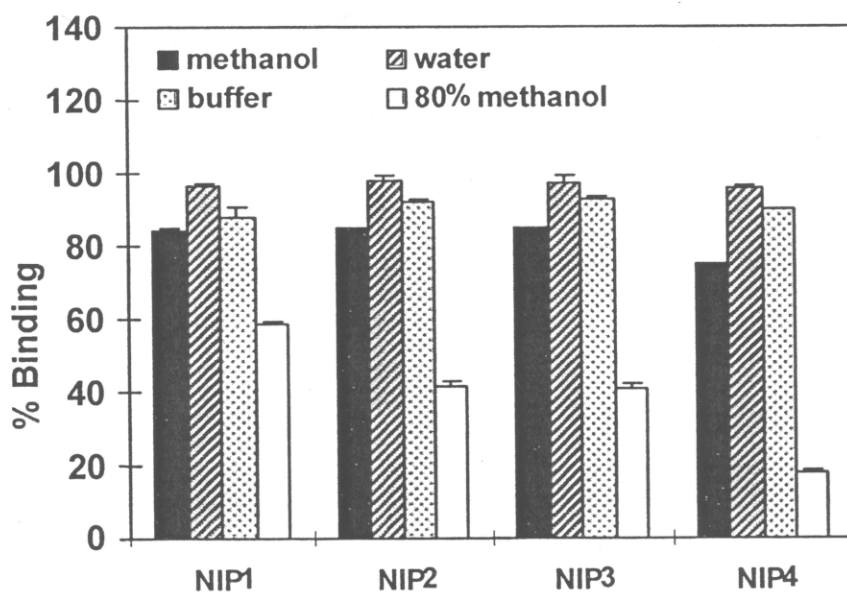 140
120
100
80
60
40
20
0
% Binding
methanol
water
buffer
80% methanol
NIP1
NIP2
NIP3
NIP4